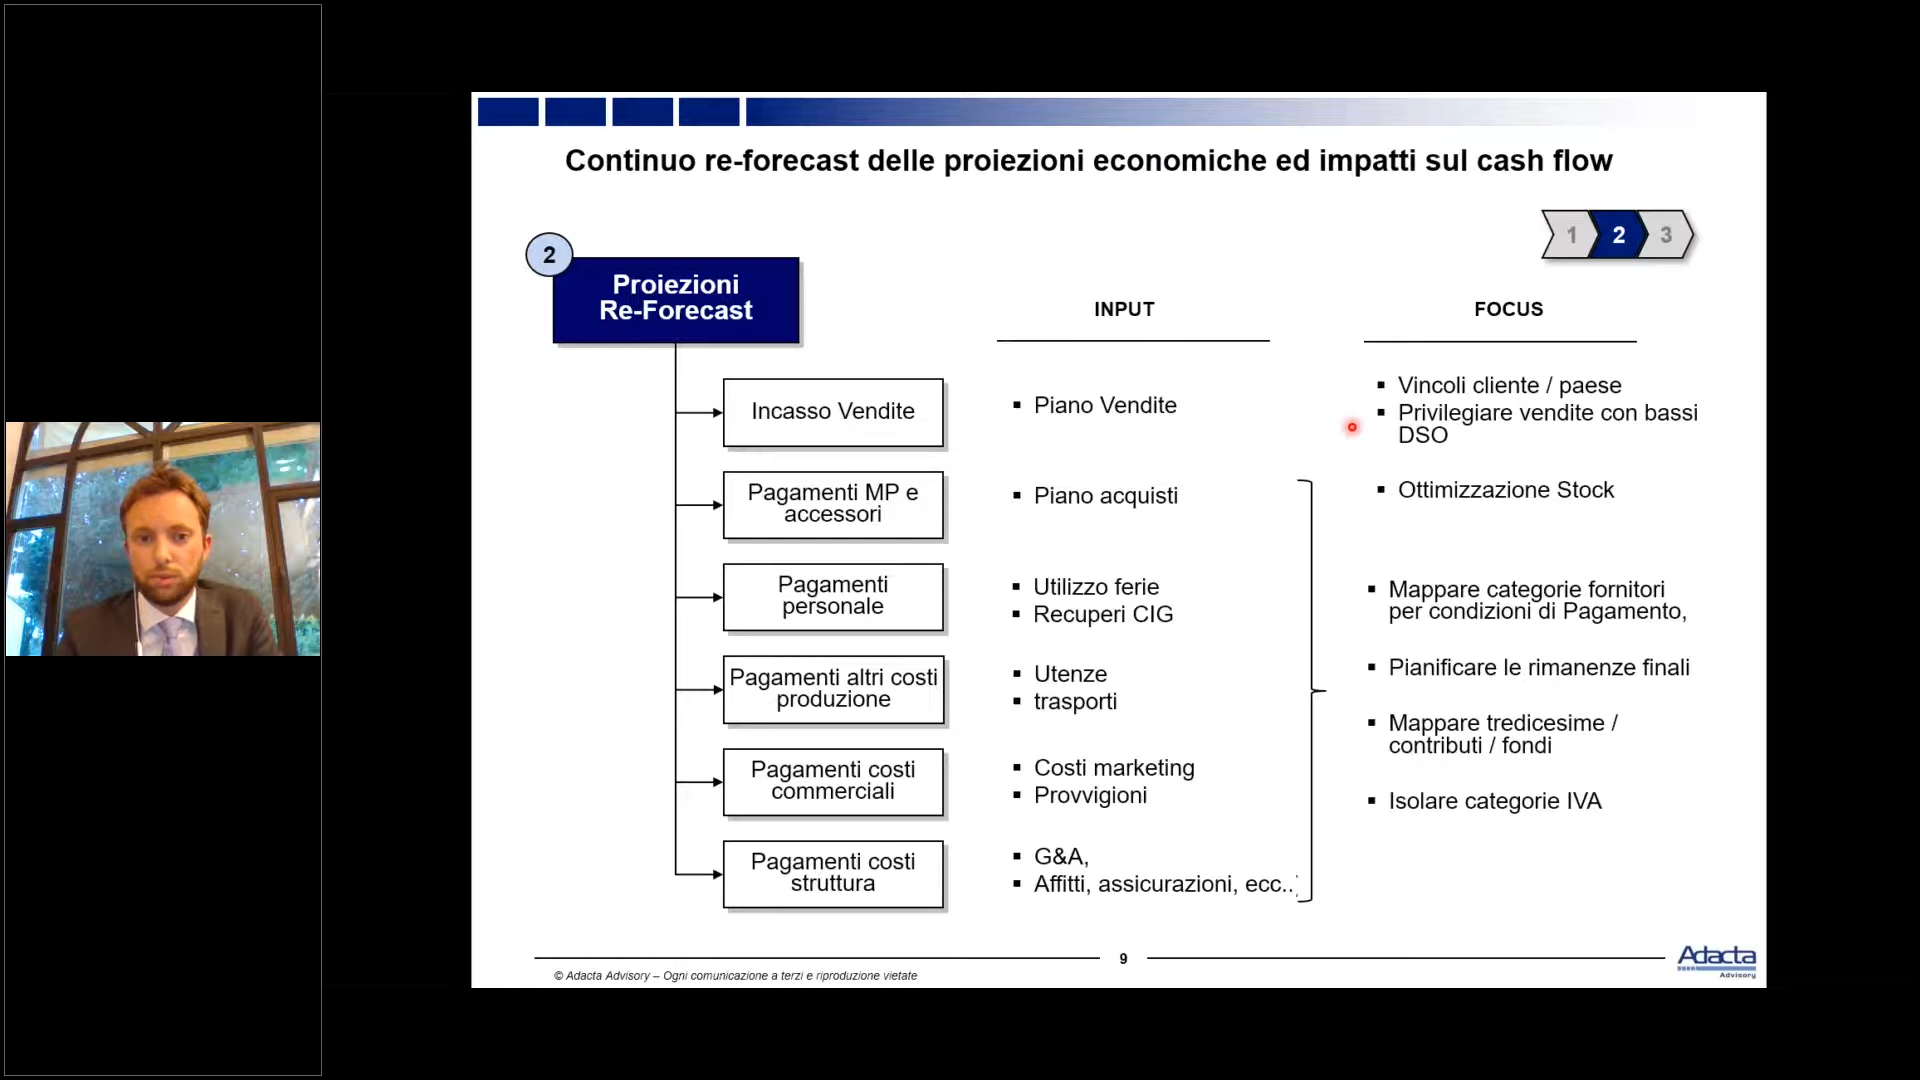 Continuo re-forecast delle proiezioni economiche ed impatti sul cash flow
1 2 3
2
Proiezioni
Re-Forecast
INPUT
FOCUS
Incasso Vendite
Piano Vendite
Vincoli cliente / paese
Privilegiare vendite con bassi
DSO
Pagamenti MP e
accessori
Piano acquisti
Ottimizzazione Stock
Pagamenti
personale
Utilizzo ferie
Recuperi CIG
Mappare categorie fornitori
per condizioni di Pagamento,
Pagamenti altri costi
produzione
Utenze
trasporti
Pianificare le rimanenze finali
Mappare tredicesime /
contributi / fondi
Pagamenti costi
commerciali
Costi marketing
Provvigioni
Isolare categorie IVA
Pagamenti costi
struttura
G&A,
Affitti, assicurazioni, ecc..
9
© Adacta Advisory – Ogni comunicazione a terzi e riproduzione vietate
Adacta
Advisory